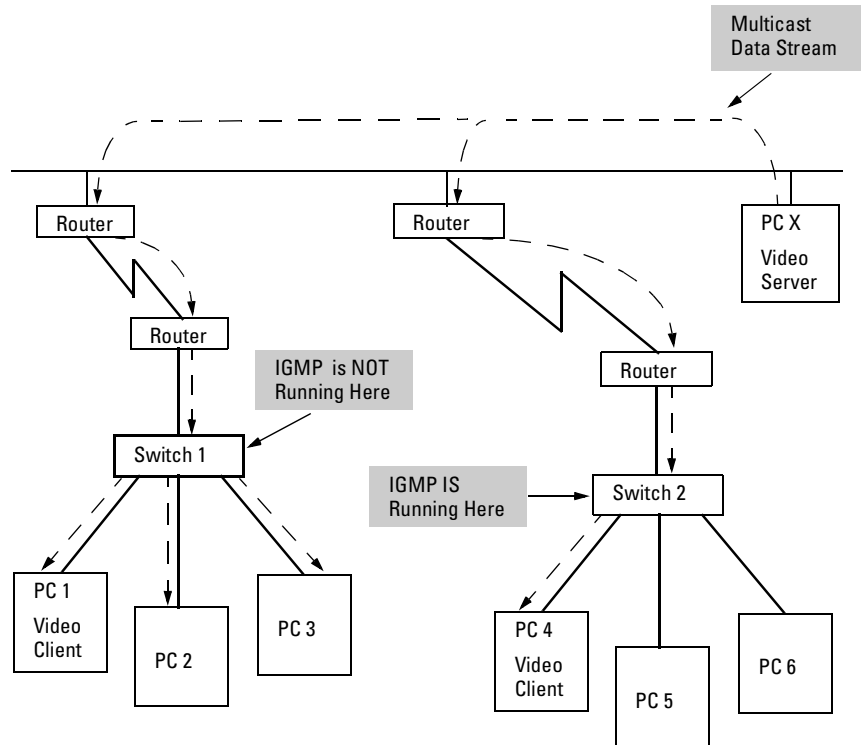 Multicast
Data Stream
Router
Router
PC X
Video
Server
Router
Router
IGMP is NOT
Running Here
Switch 1
IGMP IS
Running Here
Switch 2
PC 1
Video
Client
PC 2
PC 3
PC 4
Video
Client
PC 5
PC 6